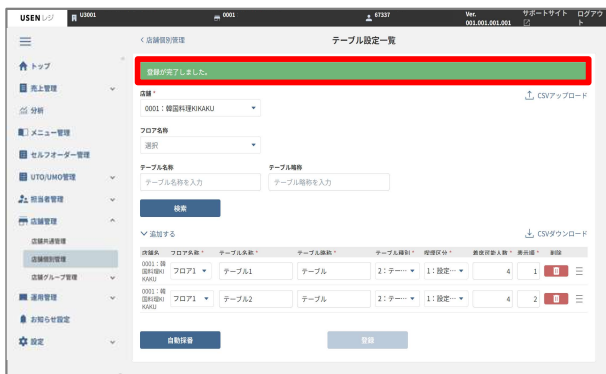 USENレジ U3001 0001 67337 Ver. 001.001.001.001 サポートサイト ログアウト
< 店舗個別管理
テーブル設定一覧
トップ
売上管理
分析
メニュー管理
セルフオーダー管理
UTO/UMO管理
担当者管理
店舗管理
店舗共通管理
店舗個別管理
店舗グループ管理
運用管理
お知らせ設定
設定
登録が完了しました。
店舗 *
CSVアップロード
0001:韓国料理KIKAKU
フロア名称
選択
テーブル名称 テーブル略称
テーブル名称を入力 テーブル略称を入力
検索
追加する
CSVダウンロード
店舗名 フロア名称 * テーブル名称 * テーブル略称 * テーブル種別 * 喫煙区分 * 着席可能人数 * 表示順 * 削除
0001:韓国料理KIKAKU フロア1 テーブル1 テーブル 2:テー… 1:設定… 4 1
0001:韓国料理KIKAKU フロア1 テーブル2 テーブル 2:テー… 1:設定… 4 2
自動採番 登録